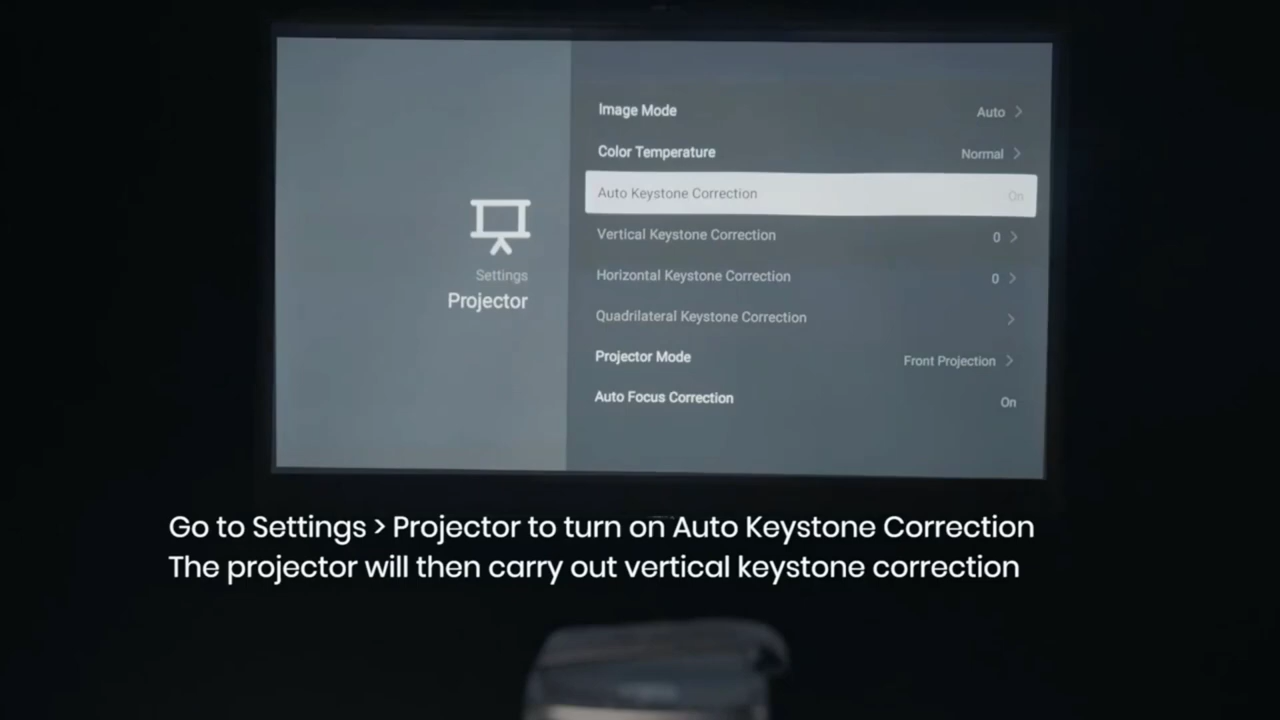 Image Mode
Auto
Color Temperature
Normal
Auto Keystone Correction
On
Vertical Keystone Correction
0
Horizontal Keystone Correction
0
Settings
Projector
Quadrilateral Keystone Correction
Projector Mode
Front Projection
Auto Focus Correction
On
Go to Settings > Projector to turn on Auto Keystone Correction
The projector will then carry out vertical keystone correction